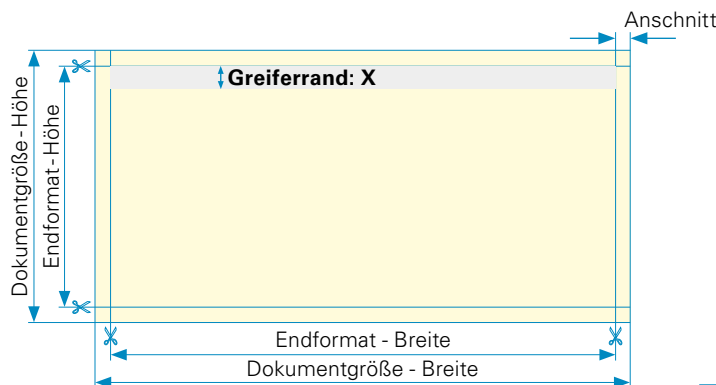 Anschnitt
Greiferrand: X
Dokumentgröße - Höhe
Endformat - Höhe
Endformat - Breite
Dokumentgröße - Breite